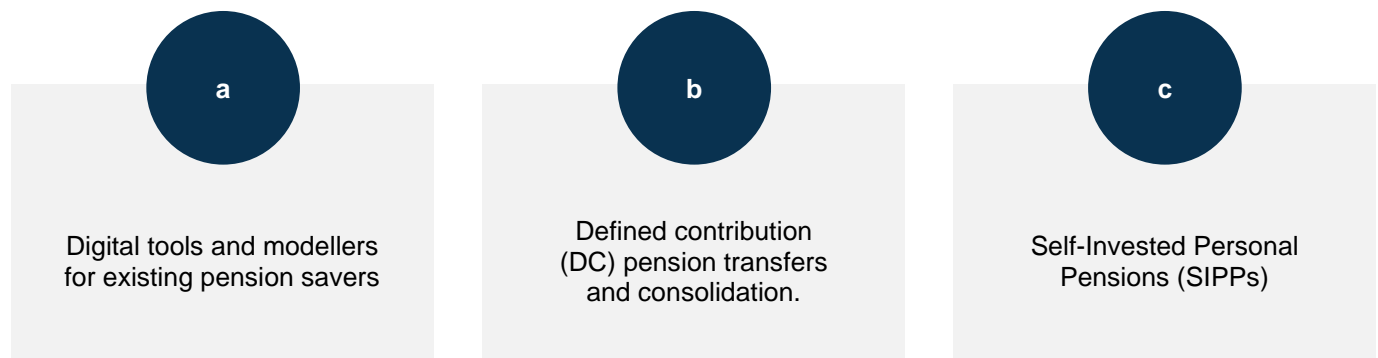 a
Digital tools and modellers
for existing pension savers
b
Defined contribution
(DC) pension transfers
and consolidation.
c
Self-Invested Personal
Pensions (SIPPs)